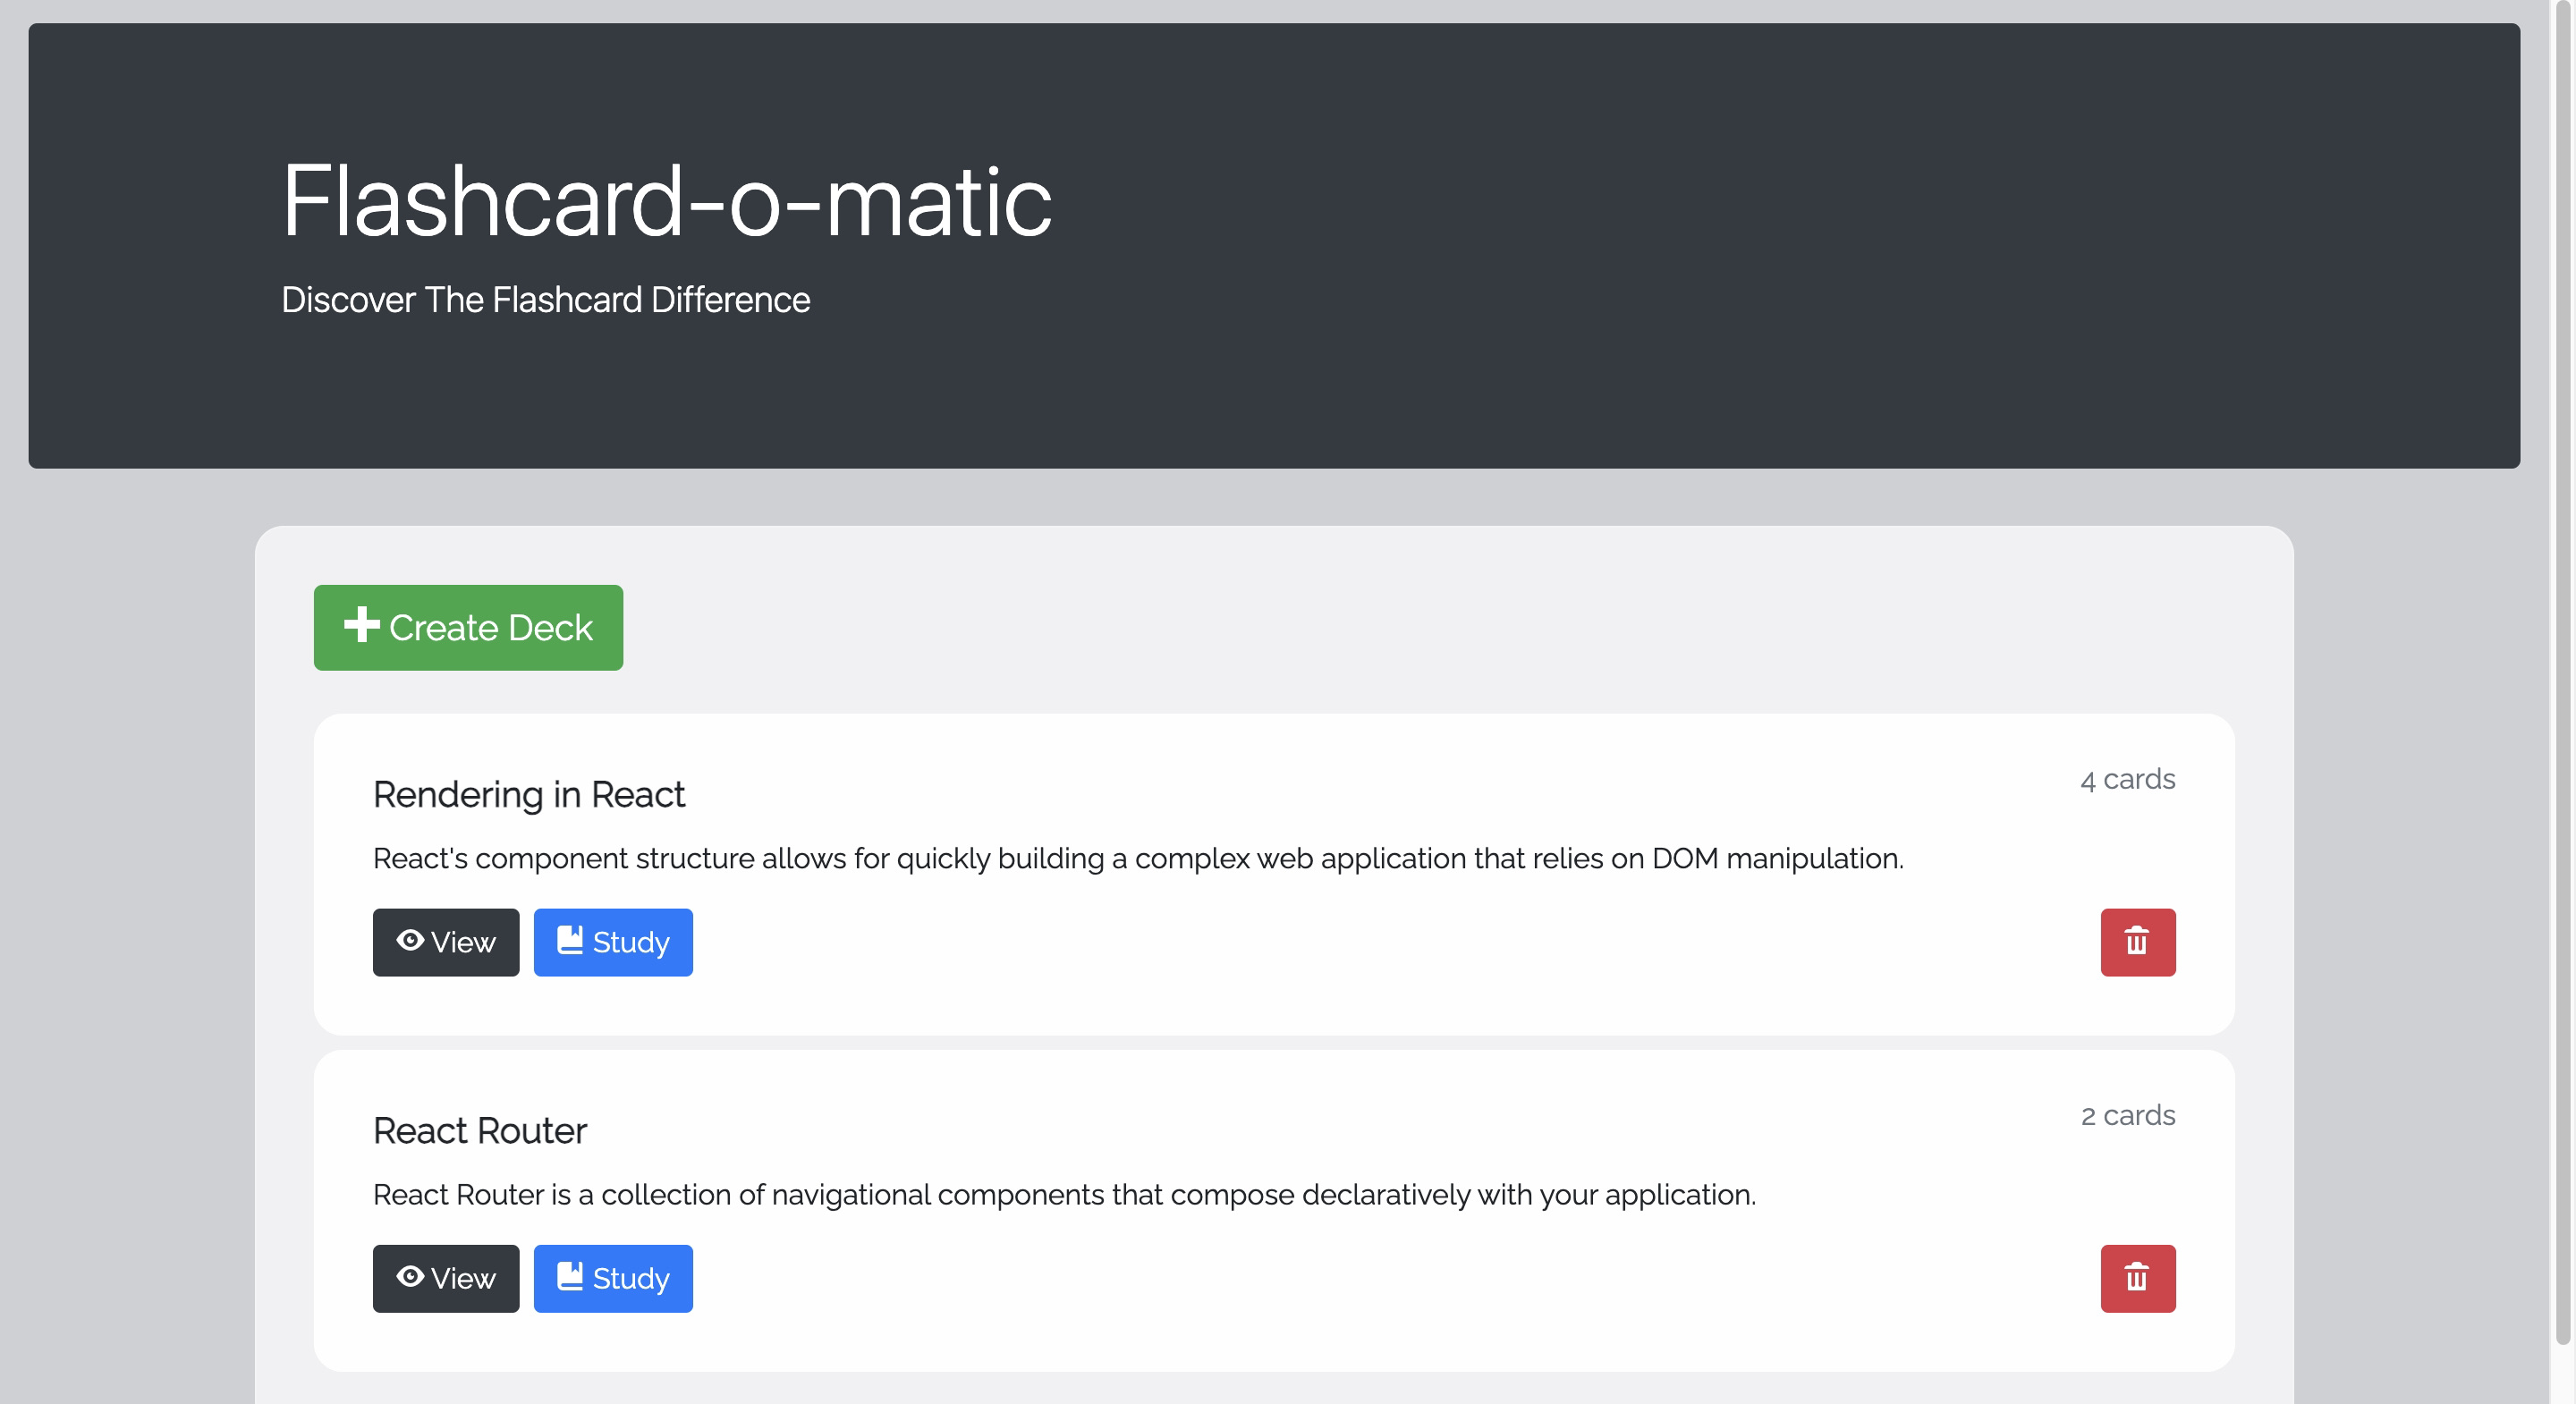 Flashcard-o-matic
Discover The Flashcard Difference
Create Deck
Rendering in React
4 cards
React's component structure allows for quickly building a complex web application that relies on DOM manipulation.
View
Study
React Router
2 cards
React Router is a collection of navigational components that compose declaratively with your application.
View
Study